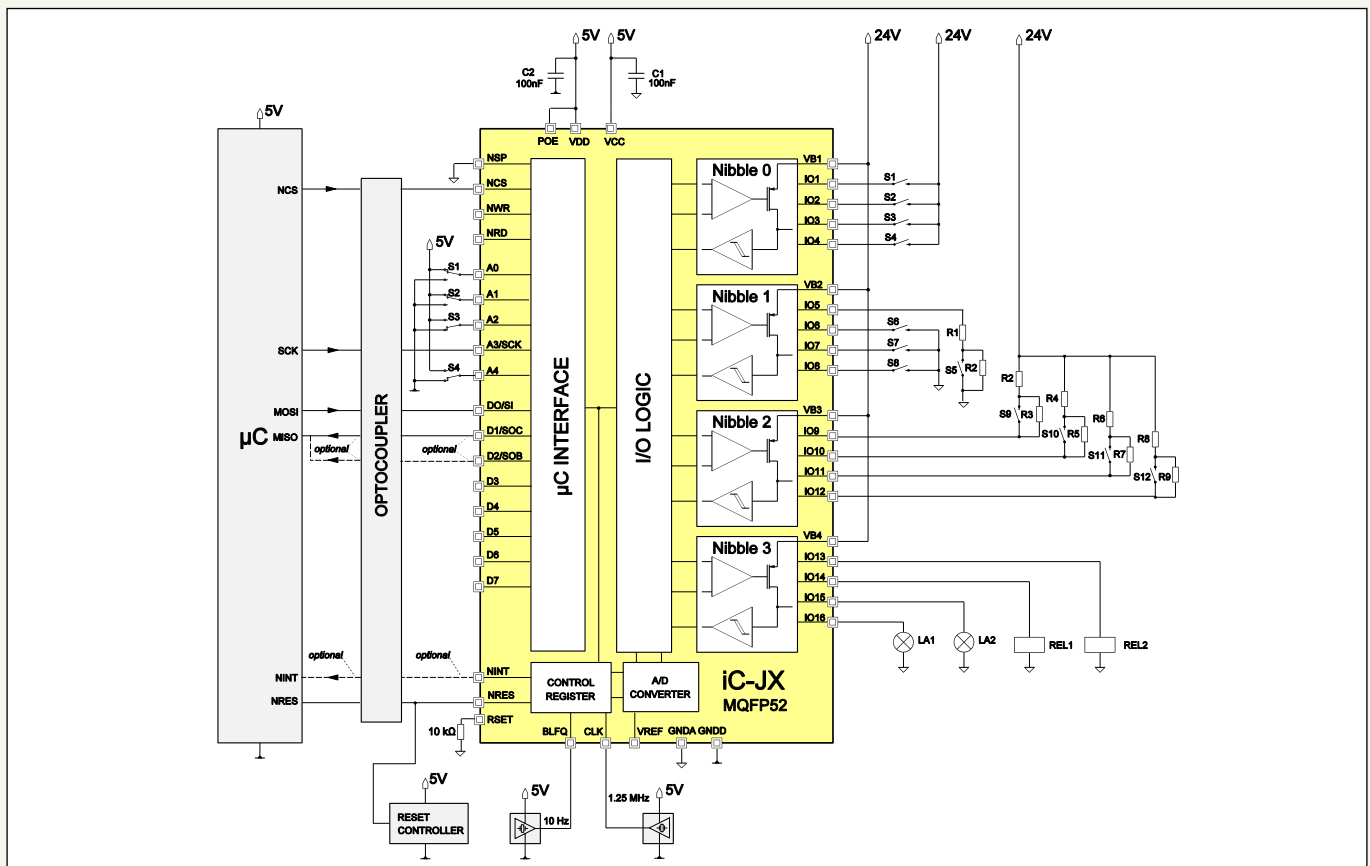 5V
5V
24V
24V
24V
C2
100nF
C1
100nF
5V
POE
VDD
VCC
NSP
NCS
NCS
NWR
NRD
5V
S1
A0
S2
A1
S3
A2
SCK
A3/SCK
S4
A4
MOSI
DO/SI
µC
MISO
optional
optional
D1/SOC
D2/SOB
D3
D4
D5
D6
D7
OPTOCOUPLER
µC INTERFACE
I/O LOGIC
Nibble 0
VB1
IO1
S1
IO2
S2
IO3
S3
IO4
S4
Nibble 1
VB2
IO5
IO6
S6
IO7
S7
IO8
S8
R1
S5
R2
Nibble 2
VB3
IO9
IO10
IO11
IO12
R2
S9
R3
R4
S10
R5
R6
S11
R7
R8
S12
R9
Nibble 3
VB4
IO13
IO14
IO15
IO16
LA1
LA2
REL1
REL2
optional
optional
NINT
NINT
NRES
NRES
RSET
10 kΩ
CONTROL
REGISTER
A/D
CONVERTER
iC-JX
MQFP52
BLFQ
CLK
VREF
GNDA
GNDD
5V
RESET
CONTROLLER
5V
10 Hz
1.25 MHz
5V